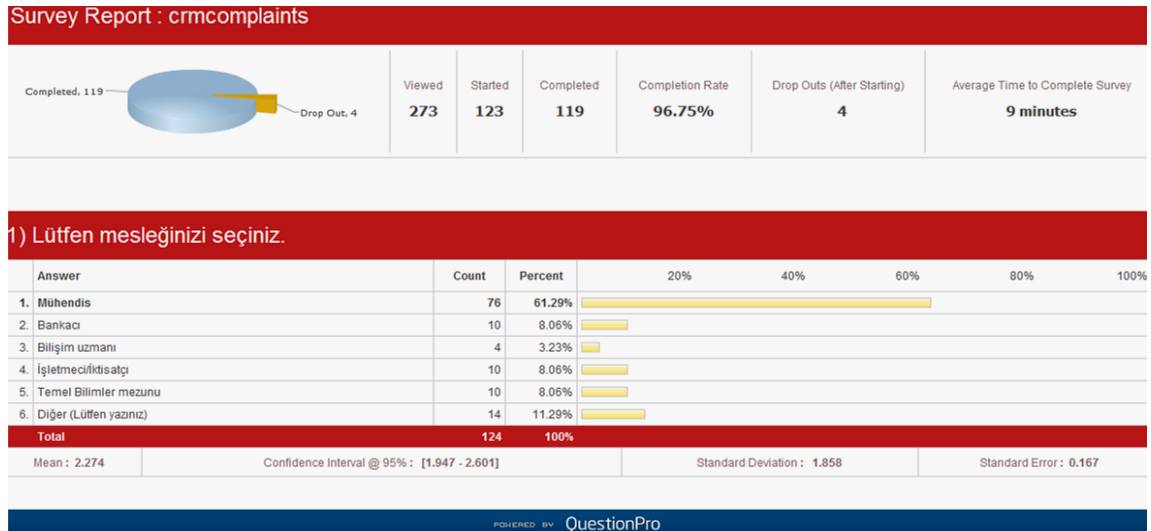 Survey Report : crmcomplaints
Completed, 119
Drop Out, 4
Viewed Started Completed Completion Rate Drop Outs (After Starting) Average Time to Complete Survey
273 123 119 96.75% 4 9 minutes
1) Lütfen mesleğinizi seçiniz.
Answer Count Percent 20% 40% 60% 80% 100%
1. Mühendis 76 61.29%
2. Bankacı 10 8.06%
3. Bilişim uzmanı 4 3.23%
4. İşletmeci/İktisatçı 10 8.06%
5. Temel Bilimler mezunu 10 8.06%
6. Diğer (Lütfen yazınız) 14 11.29%
Total 124 100%
Mean : 2.274 Confidence Interval @ 95% : [1.947 - 2.601] Standard Deviation : 1.858 Standard Error : 0.167
POWERED BY QuestionPro